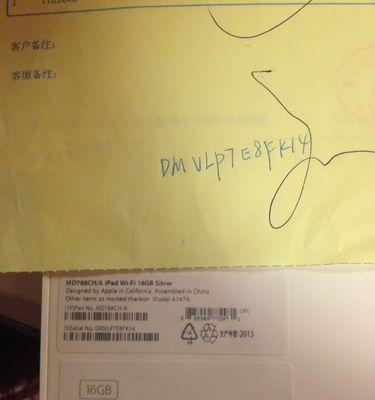 客户备注:
客服备注:
DMVLP7E8FK14
MD788CH/A iPad Wi-Fi 16GB Silver
Designed by Apple in California Assembled in China
Other items as marked thereon Model A1474
(1P)Part No. MD788CH/A
UPC
(S)Serial No. DMVLP7E8FK14
生产年份: 2013
16GB